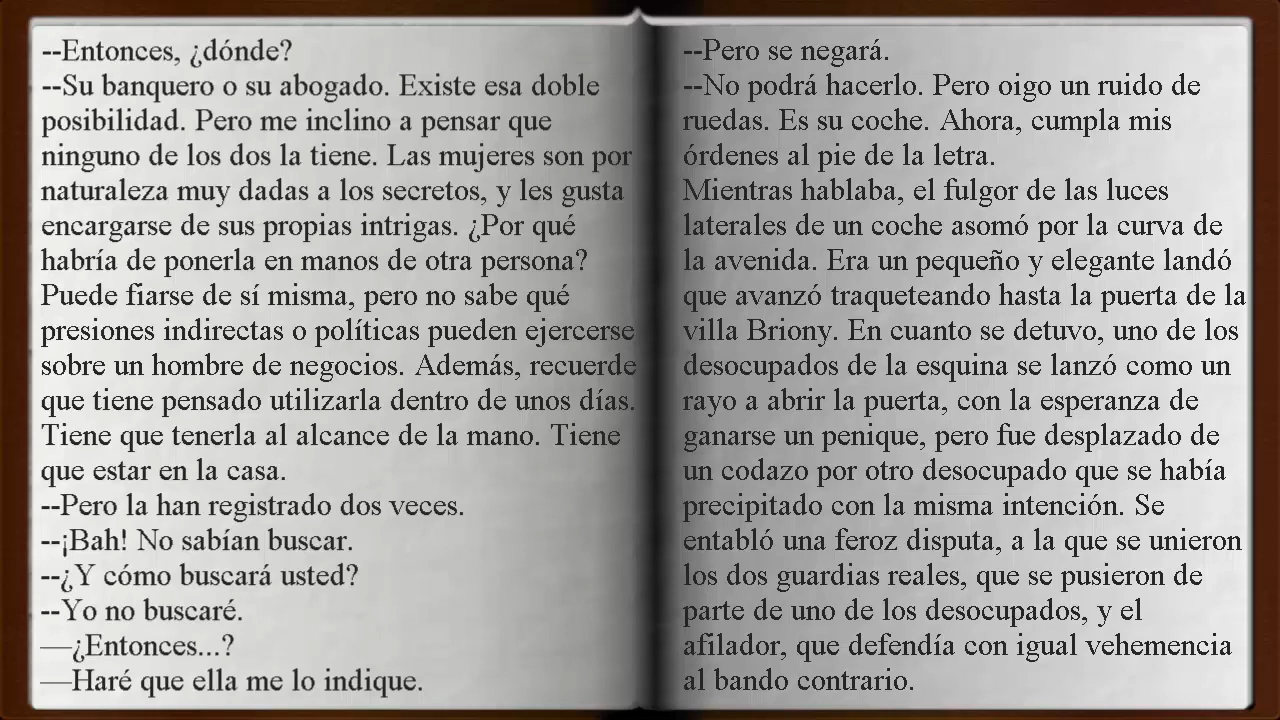 --Entonces, ¿dónde?
--Su banquero o su abogado. Existe esa doble
posibilidad. Pero me inclino a pensar que
ninguno de los dos la tiene. Las mujeres son por
naturaleza muy dadas a los secretos, y les gusta
encargarse de sus propias intrigas. ¿Por qué
habría de ponerla en manos de otra persona?
Puede fiarse de sí misma, pero no sabe qué
presiones indirectas o políticas pueden ejercerse
sobre un hombre de negocios. Además, recuerde
que tiene pensado utilizarla dentro de unos días.
Tiene que tenerla al alcance de la mano. Tiene
que estar en la casa.
--Pero la han registrado dos veces.
--¡Bah! No sabían buscar.
--¿Y cómo buscará usted?
--Yo no buscaré.
—¿Entonces...?
—Haré que ella me lo indique.
--Pero se negará.
--No podrá hacerlo. Pero oigo un ruido de
ruedas. Es su coche. Ahora, cumpla mis
órdenes al pie de la letra.
Mientras hablaba, el fulgor de las luces
laterales de un coche asomó por la curva de
la avenida. Era un pequeño y elegante landó
que avanzó traqueteando hasta la puerta de la
villa Briony. En cuanto se detuvo, uno de los
desocupados de la esquina se lanzó como un
rayo a abrir la puerta, con la esperanza de
ganarse un penique, pero fue desplazado de
un codazo por otro desocupado que se había
precipitado con la misma intención. Se
entabló una feroz disputa, a la que se unieron
los dos guardias reales, que se pusieron de
parte de uno de los desocupados, y el
afilador, que defendía con igual vehemencia
al bando contrario.